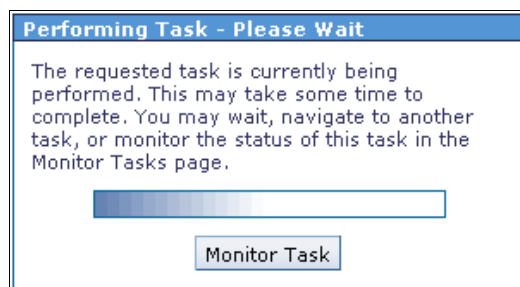 Performing Task - Please Wait
The requested task is currently being
performed. This may take some time to
complete. You may wait, navigate to another
task, or monitor the status of this task in the
Monitor Tasks page.
Monitor Task